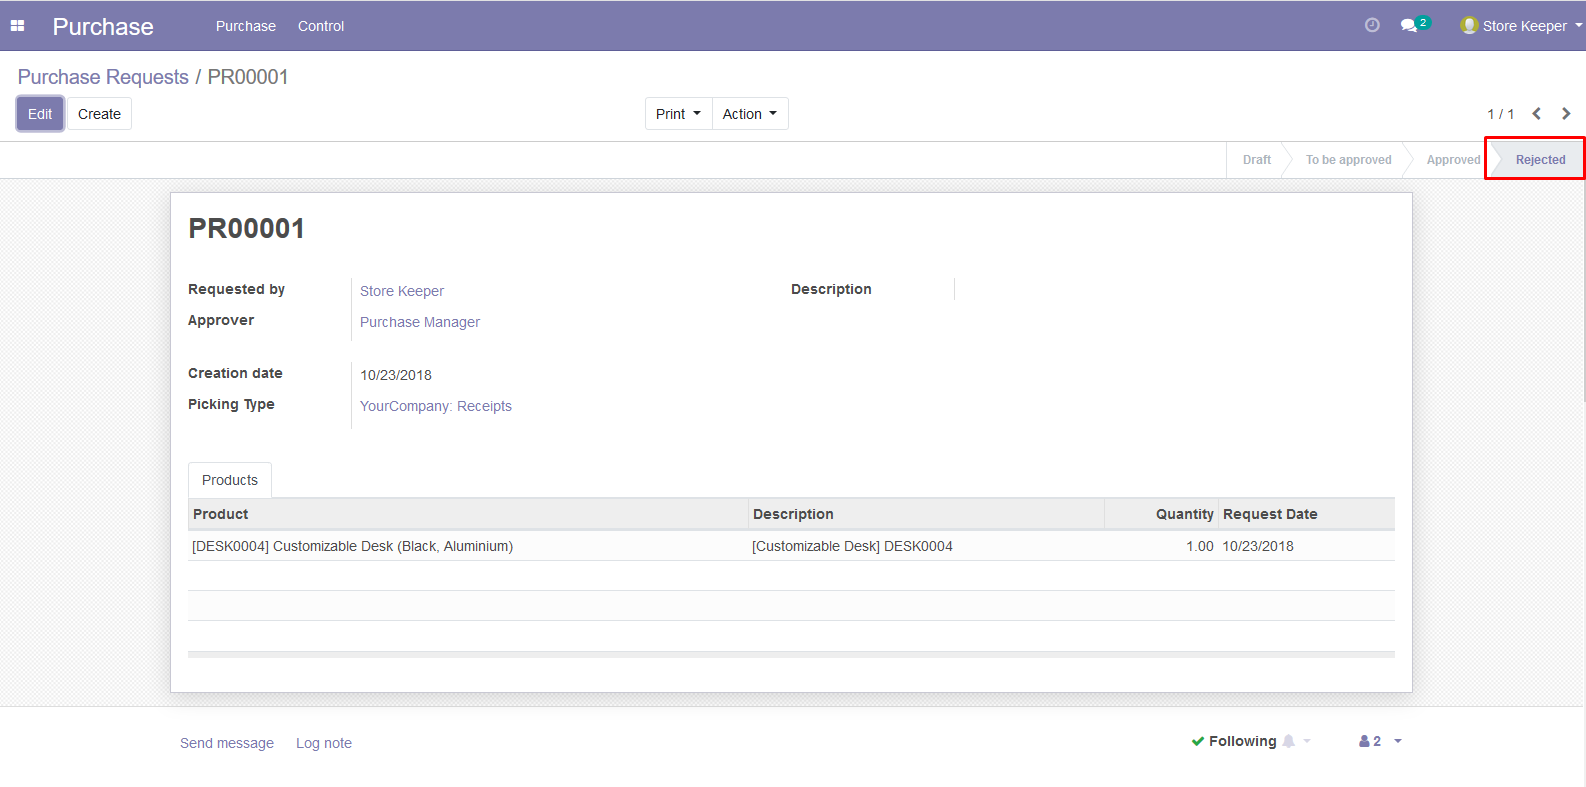 Purchase Purchase Control 2 Store Keeper
Purchase Requests / PR00001
Edit Create Print Action 1 / 1
Draft To be approved Approved Rejected
PR00001
Requested by Store Keeper Description
Approver Purchase Manager
Creation date 10/23/2018
Picking Type YourCompany: Receipts
Products
Product Description Quantity Request Date
[DESK0004] Customizable Desk (Black, Aluminium) [Customizable Desk] DESK0004 1.00 10/23/2018
Send message Log note Following 2